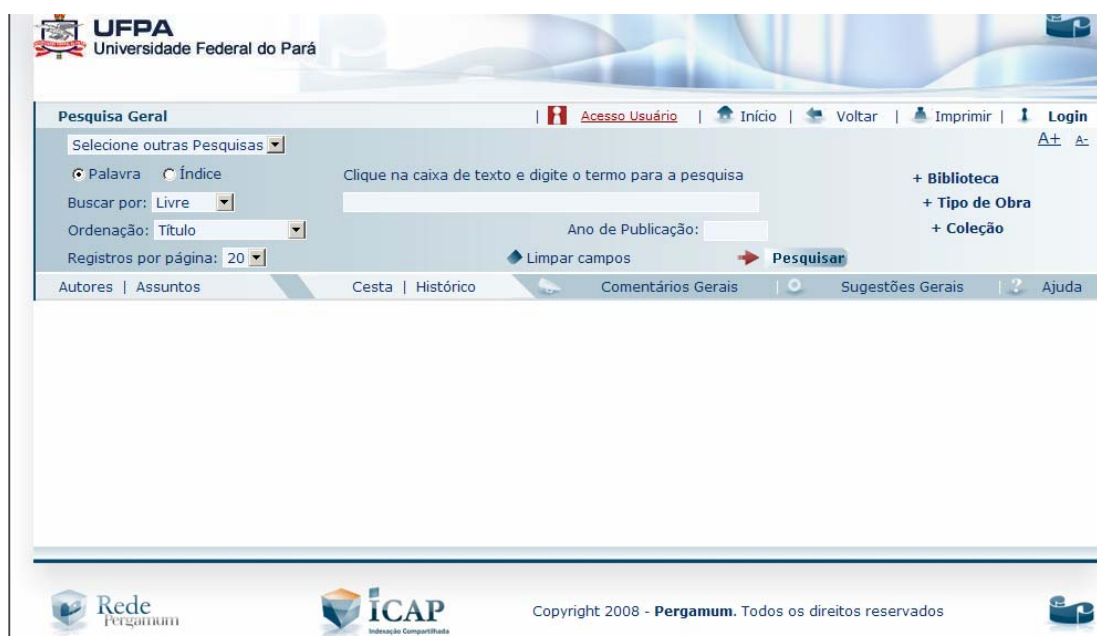 UFPA
Universidade Federal do Pará
Pesquisa Geral | Acesso Usuário | Início | Voltar | Imprimir | Login
Selecione outras Pesquisas A+ A-
Palavra Índice Clique na caixa de texto e digite o termo para a pesquisa + Biblioteca
Buscar por: Livre + Tipo de Obra
Ordenação: Título Ano de Publicação: + Coleção
Registros por página: 20 Limpar campos Pesquisar
Autores | Assuntos Cesta | Histórico Comentários Gerais | Sugestões Gerais | ? Ajuda
Rede
Pergamum
ICAP
Indexação Compartilhada
Copyright 2008 - Pergamum. Todos os direitos reservados